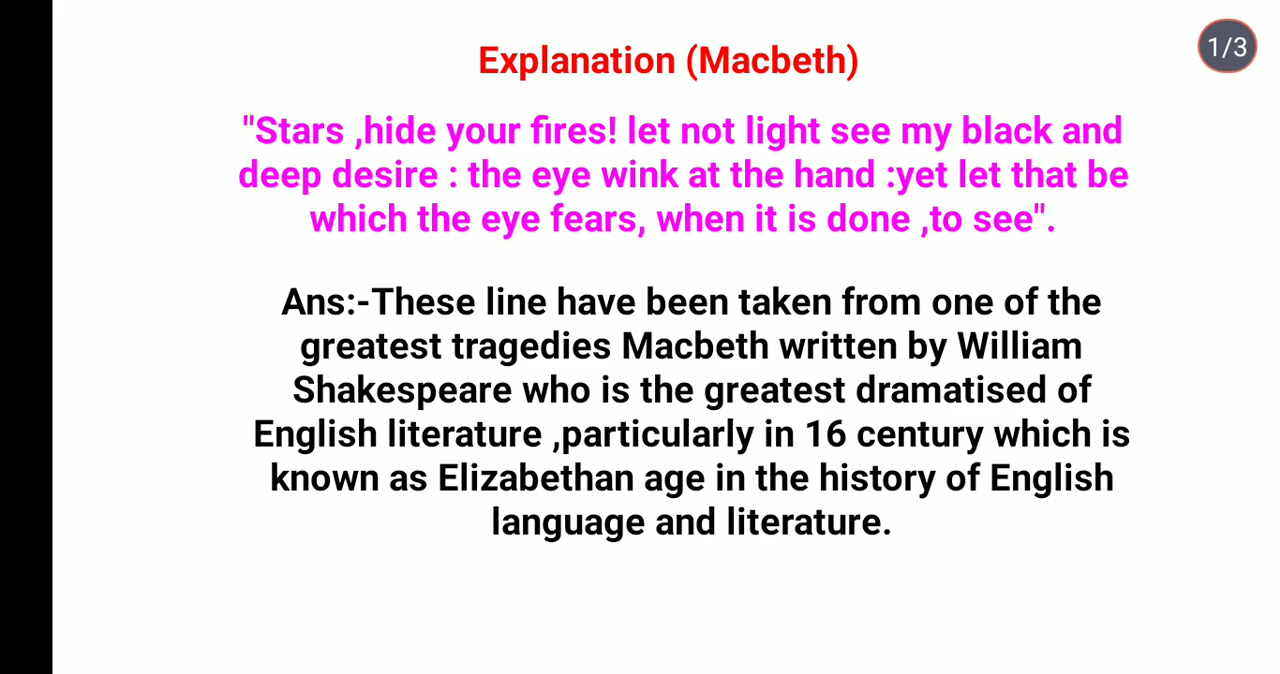 1/3
Explanation (Macbeth)
"Stars ,hide your fires! let not light see my black and
deep desire : the eye wink at the hand :yet let that be
which the eye fears, when it is done ,to see".
Ans:-These line have been taken from one of the
greatest tragedies Macbeth written by William
Shakespeare who is the greatest dramatised of
English literature ,particularly in 16 century which is
known as Elizabethan age in the history of English
language and literature.